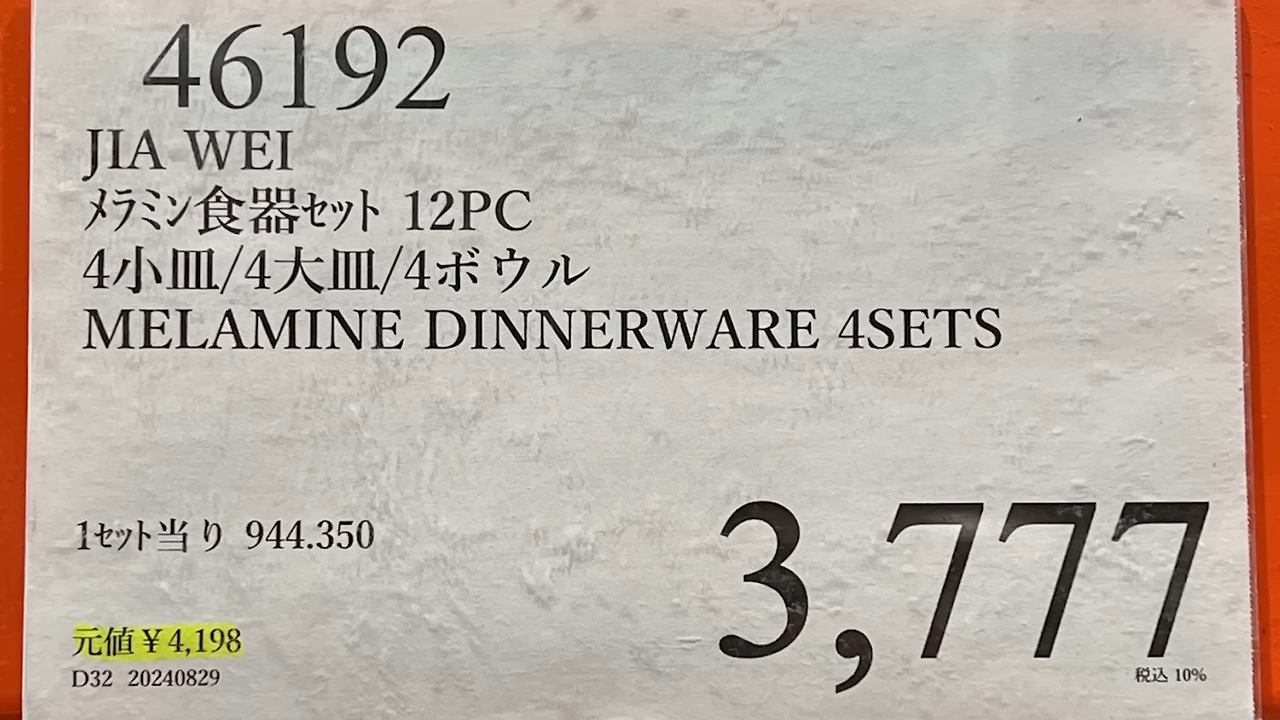 46192
JIA WEI
ﾒﾗﾐﾝ食器ｾｯﾄ 12PC
4小皿/4大皿/4ボウル
MELAMINE DINNERWARE 4SETS
1ｾｯﾄ当り 944.350
3,777
元値￥4,198
D32 20240829
税込 10%